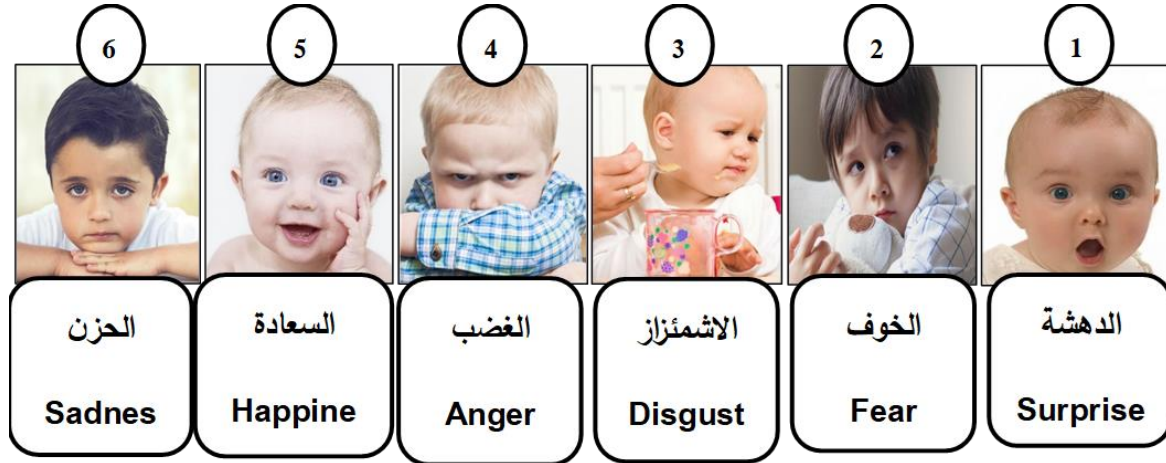 1
2
3
4
5
6
الدهشة
Surprise
الخوف
Fear
الاشمئزاز
Disgust
الغضب
Anger
السعادة
Happine
الحزن
Sadnes